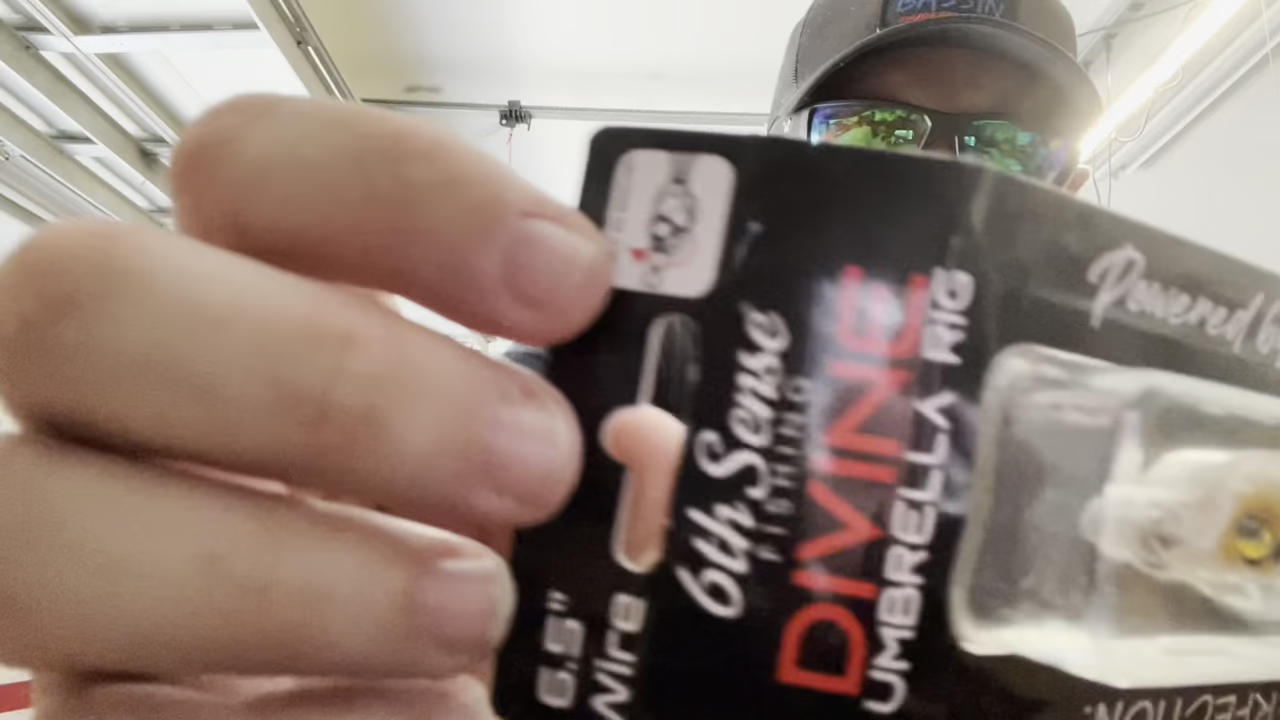 BASSIN
6th Sense
FISHING
DIVINE
UMBRELLA RIG
Powered
6.5"
Wire